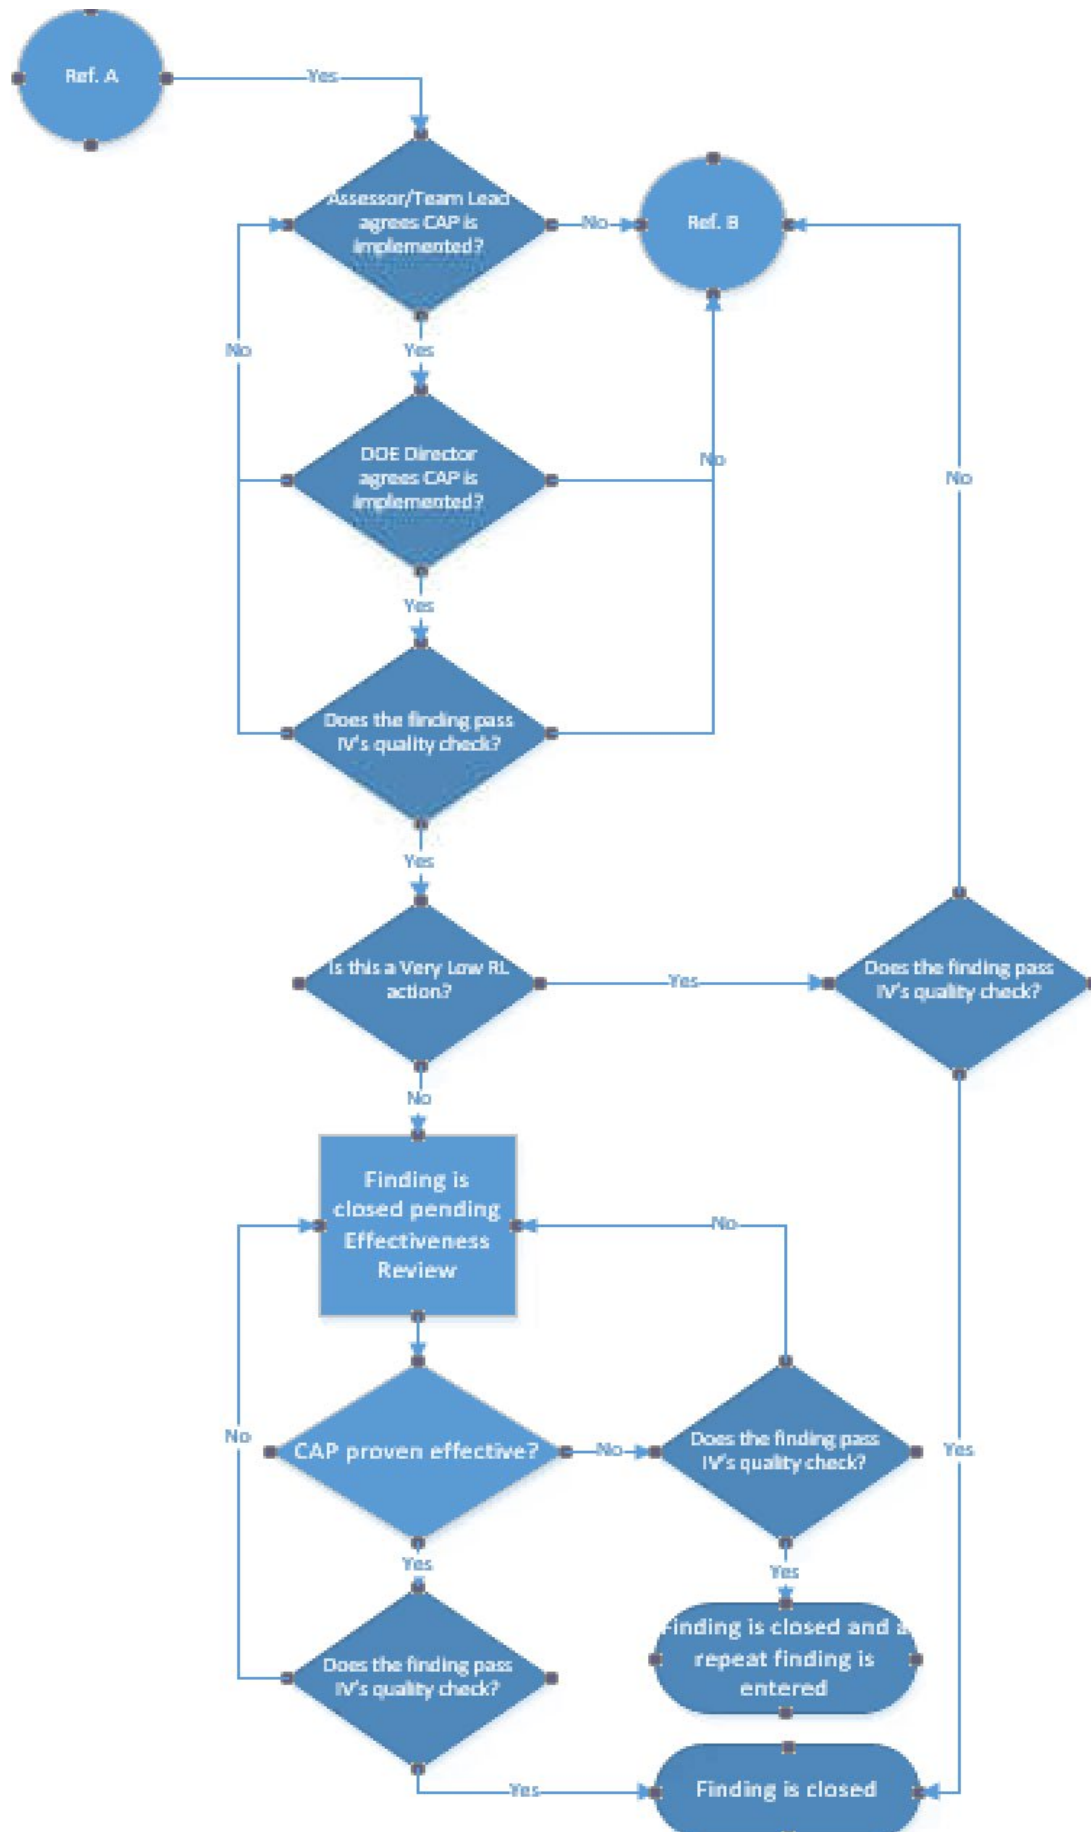 Ref. A
Yes
Assessor/Team Lead
agrees CAP is
implemented?
No
Ref. B
No
Yes
DOE Director
agrees CAP is
implemented?
No
No
Yes
Does the finding pass
IV's quality check?
Yes
Is this a Very Low RL
action?
Yes
Does the finding pass
IV's quality check?
No
Finding is
closed pending
Effectiveness
Review
No
No
CAP proven effective?
No
Does the finding pass
IV's quality check?
Yes
Yes
Yes
Finding is closed and a
repeat finding is
entered
Does the finding pass
IV's quality check?
Yes
Finding is closed